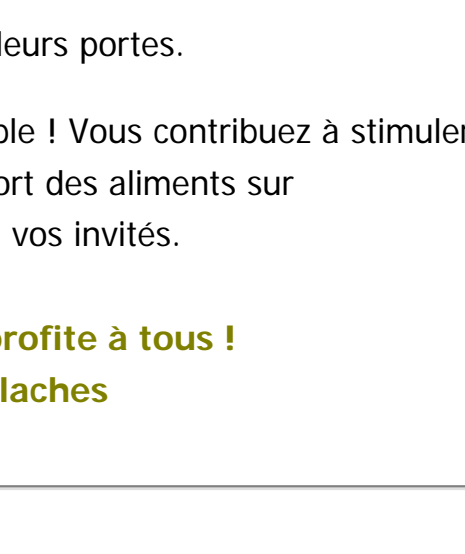 leurs portes.
ble ! Vous contribuez à stimuler
ort des aliments sur
vos invités.
profite à tous !
laches